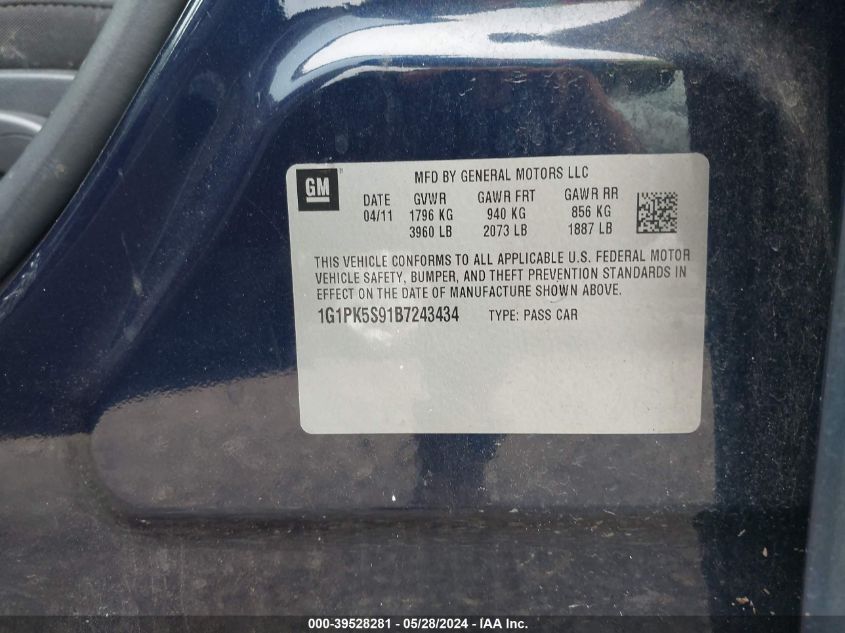 GM
MFD BY GENERAL MOTORS LLC
DATE GVWR GAWR FRT GAWR RR
04/11 1796 KG 940 KG 856 KG
3960 LB 2073 LB 1887 LB
THIS VEHICLE CONFORMS TO ALL APPLICABLE U.S. FEDERAL MOTOR
VEHICLE SAFETY, BUMPER, AND THEFT PREVENTION STANDARDS IN
EFFECT ON THE DATE OF MANUFACTURE SHOWN ABOVE.
1G1PK5S91B7243434 TYPE: PASS CAR
000-39528281 - 05/28/2024 - IAA Inc.